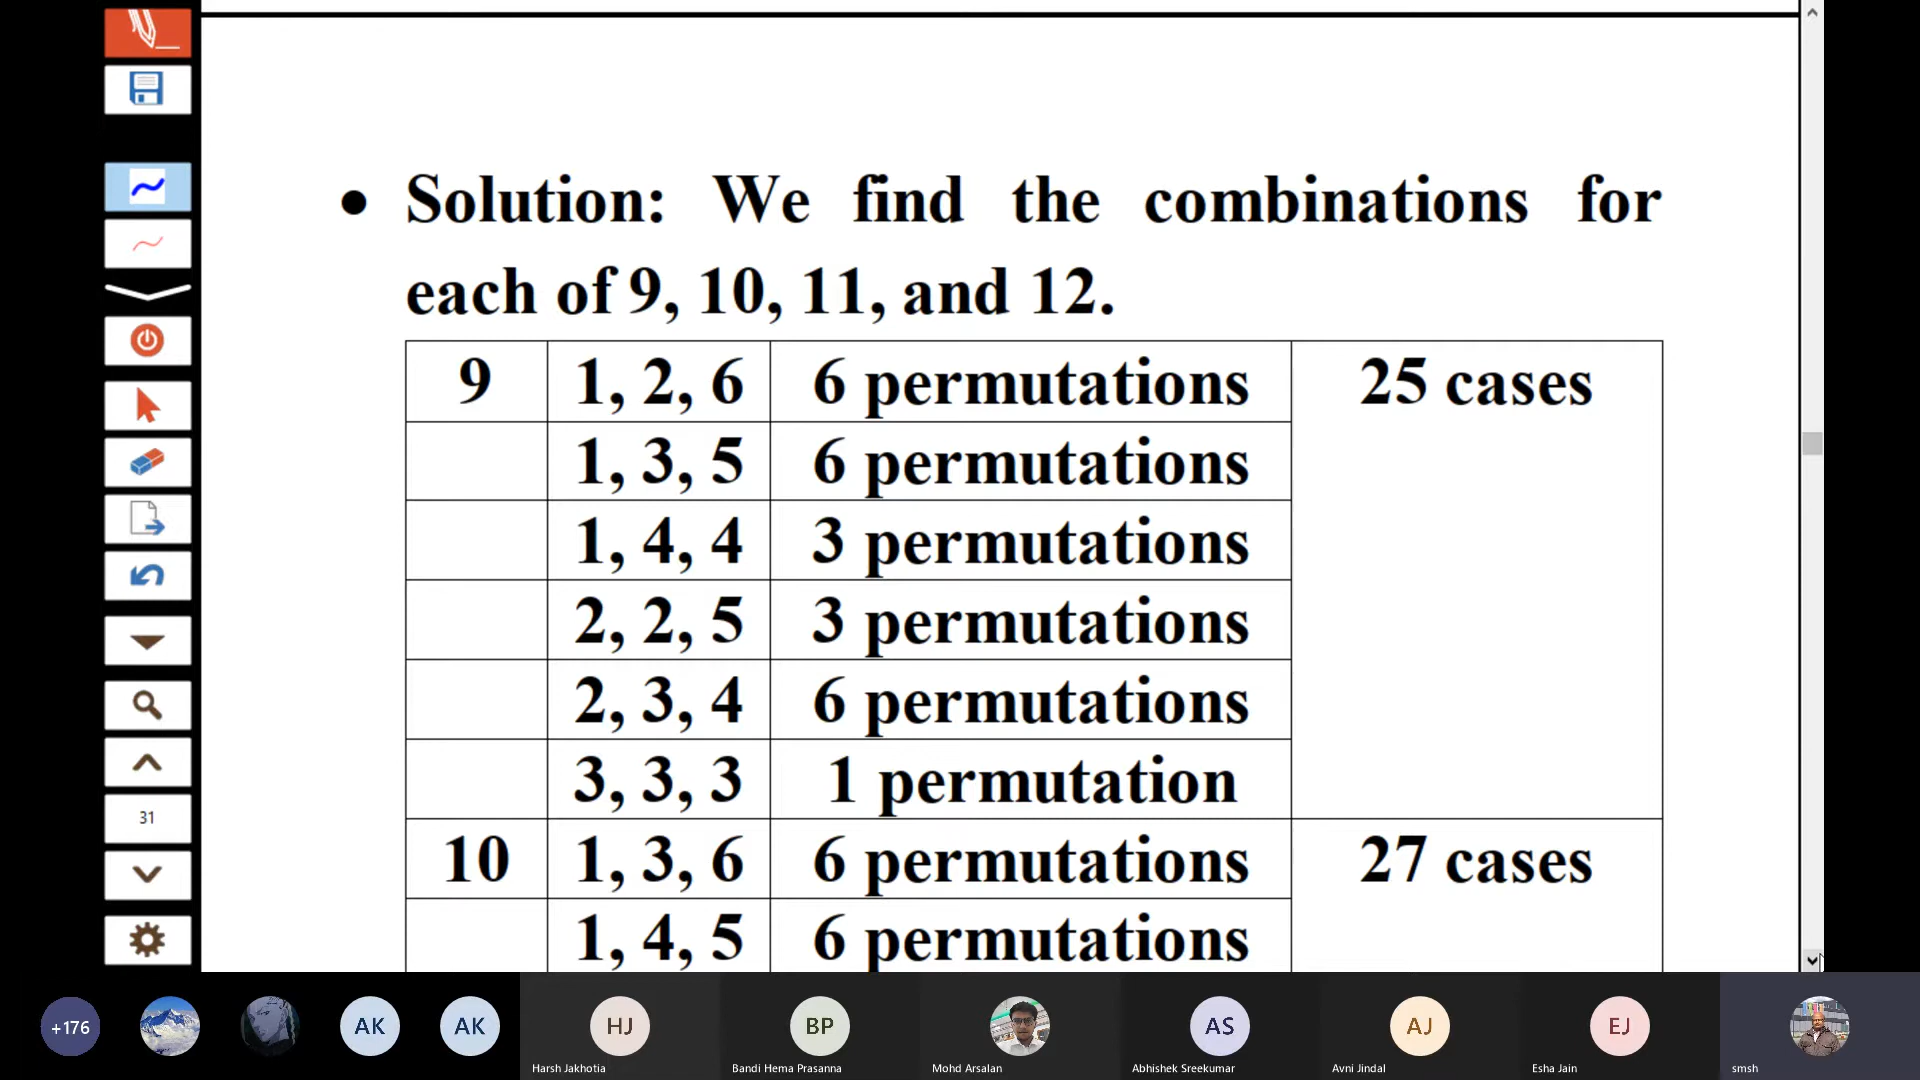 • Solution: We find the combinations for
each of 9, 10, 11, and 12.
9 1, 2, 6 6 permutations 25 cases
1, 3, 5 6 permutations
1, 4, 4 3 permutations
2, 2, 5 3 permutations
2, 3, 4 6 permutations
3, 3, 3 1 permutation
10 1, 3, 6 6 permutations 27 cases
1, 4, 5 6 permutations
31
+176 AK AK HJ BP AS AJ EJ
Harsh Jakhotia Bandi Hema Prasanna Mohd Arsalan Abhishek Sreekumar Avni Jindal Esha Jain smsh